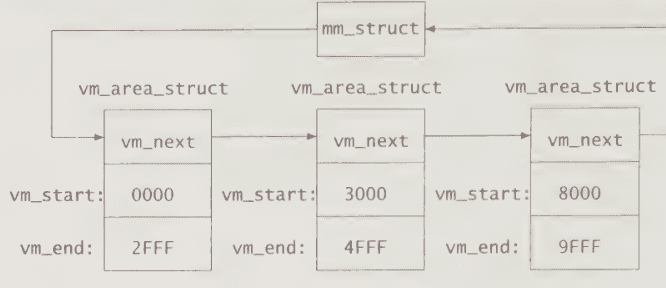 mm_struct
vm_area_struct vm_area_struct vm_area_struct
vm_next vm_next vm_next
vm_start: 0000 vm_start: 3000 vm_start: 8000
vm_end: 2FFF vm_end: 4FFF vm_end: 9FFF